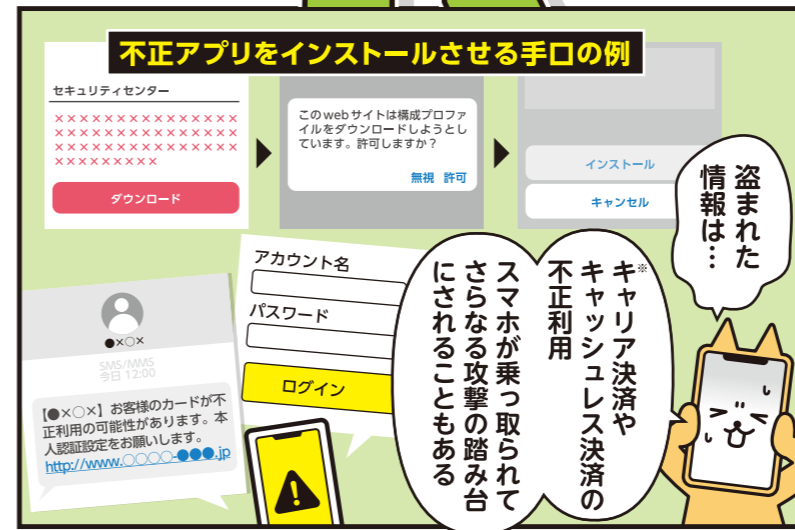 不正アプリをインストールさせる手口の例
セキュリティセンター
×××××××××××××××
×××××××××××××××
×××××××××××××××
×××××××××
ダウンロード
このwebサイトは構成プロファ
イルをダウンロードしようとし
ています。許可しますか？
無視 許可
インストール
キャンセル
盗まれた
情報は…
※キャリア決済や
キャッシュレス決済の
不正利用
スマホが乗っ取られて
さらなる攻撃の踏み台
にされることもある
アカウント名
パスワード
ログイン
●×○×
SMS/MMS
今日 12:00
【●×○×】お客様のカードが不
正利用の可能性があります。本
人認証設定をお願いします。
http://www.○○○○-●●●.jp